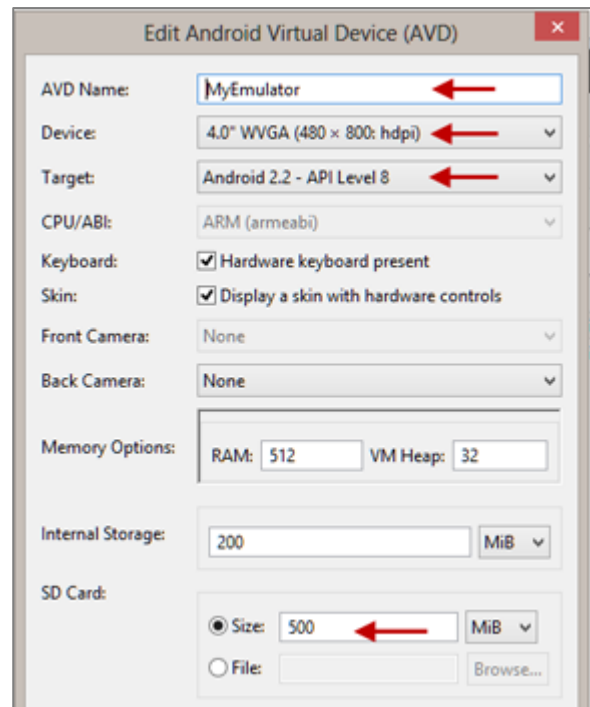 Edit Android Virtual Device (AVD)
AVD Name: MyEmulator
Device: 4.0" WVGA (480 × 800: hdpi)
Target: Android 2.2 - API Level 8
CPU/ABI: ARM (armeabi)
Keyboard: Hardware keyboard present
Skin: Display a skin with hardware controls
Front Camera: None
Back Camera: None
Memory Options: RAM: 512 VM Heap: 32
Internal Storage: 200 MiB
SD Card:
Size: 500 MiB
File: Browse...